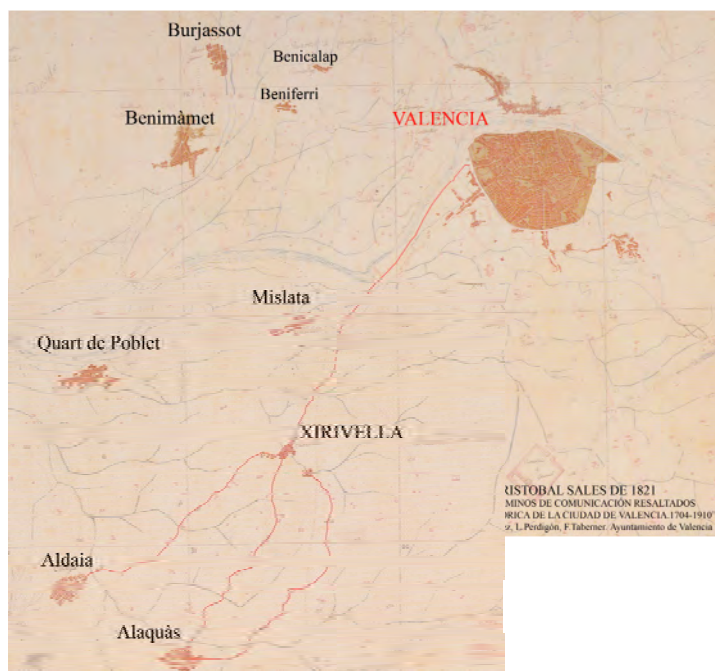 Burjassot
Benicalap
Beniferri
Benimàmet
VALENCIA
Mislata
Quart de Poblet
XIRIVELLA
RISTOBAL SALES DE 1821
MINOS DE COMUNICACIÓN RESALTADOS
RICA DE LA CIUDAD DE VALENCIA.1704-1910
L.Perdigón, F.Taberner. Ayuntamiento de Valencia
Aldaia
Alaquàs